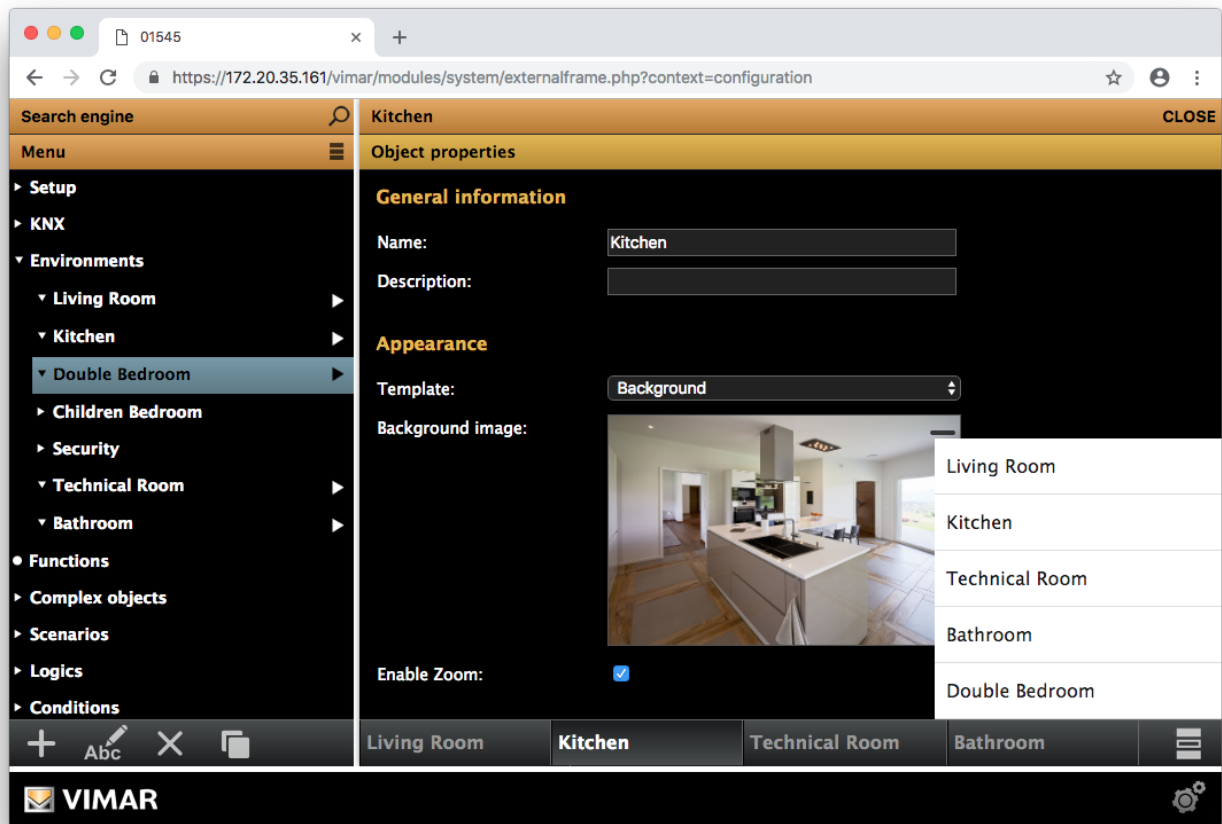 01545
https://172.20.35.161/vimar/modules/system/externalframe.php?context=configuration
Search engine
Menu
Setup
KNX
Environments
Living Room
Kitchen
Double Bedroom
Children Bedroom
Security
Technical Room
Bathroom
Functions
Complex objects
Scenarios
Logics
Conditions
Abc
Kitchen CLOSE
Object properties
General information
Name: Kitchen
Description:
Appearance
Template: Background
Background image:
Enable Zoom:
Living Room
Kitchen
Technical Room
Bathroom
Double Bedroom
Living Room Kitchen Technical Room Bathroom
VIMAR